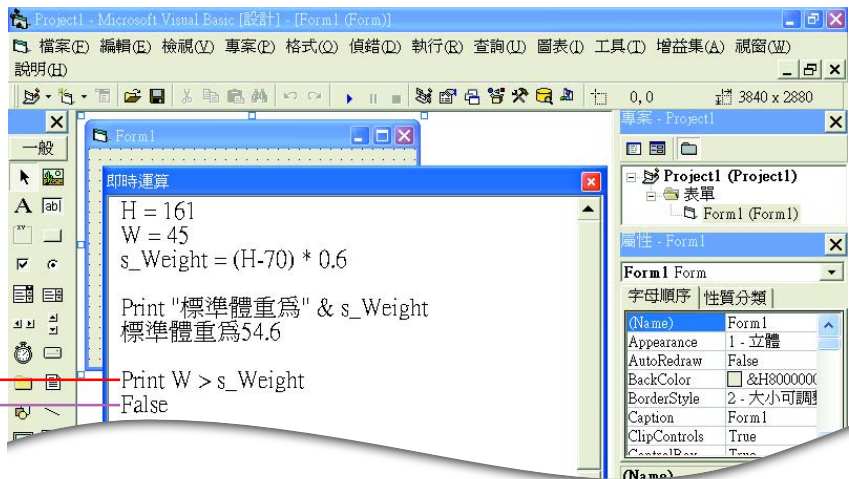 Project1 - Microsoft Visual Basic [設計] - [Form1 (Form)]
檔案(F) 編輯(E) 檢視(V) 專案(P) 格式(O) 偵錯(D) 執行(R) 查詢(U) 圖表(I) 工具(T) 增益集(A) 視窗(W)
說明(H)
0, 0 3840 x 2880
一般
Form1
即時運算
H = 161
W = 45
s_Weight = (H-70) * 0.6
Print "標準體重為" & s_Weight
標準體重為54.6
Print W > s_Weight
False
專案 - Project1
Project1 (Project1)
表單
Form1 (Form1)
屬性 - Form1
Form1 Form
字母順序 性質分類
(Name) Form1
Appearance 1 - 立體
AutoRedraw False
BackColor &H8000000
BorderStyle 2 - 大小可調整
Caption Form1
ClipControls True
ControlBox True
(Name)